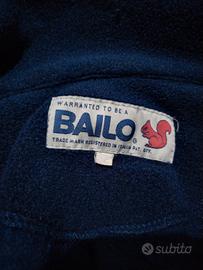 WARRANTED TO BE A
BAILO®
TRADE MARK REGISTERED IN ITALIA PAT. OFF.
subito